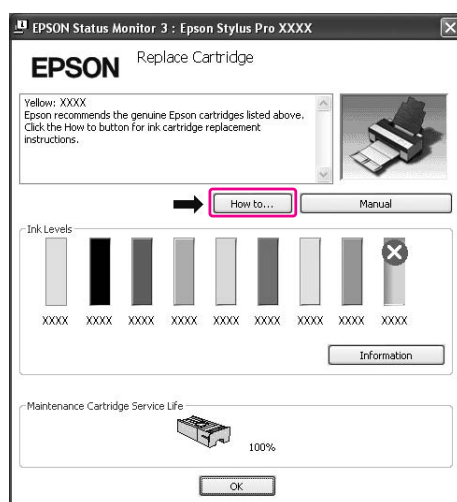 EPSON Status Monitor 3 : Epson Stylus Pro XXXX
EPSON
Replace Cartridge
Yellow: XXXX
Epson recommends the genuine Epson cartridges listed above.
Click the How to button for ink cartridge replacement
instructions.
How to...
Manual
Ink Levels
XXXX XXXX XXXX XXXX XXXX XXXX XXXX XXXX XXXX
Information
Maintenance Cartridge Service Life
100%
OK